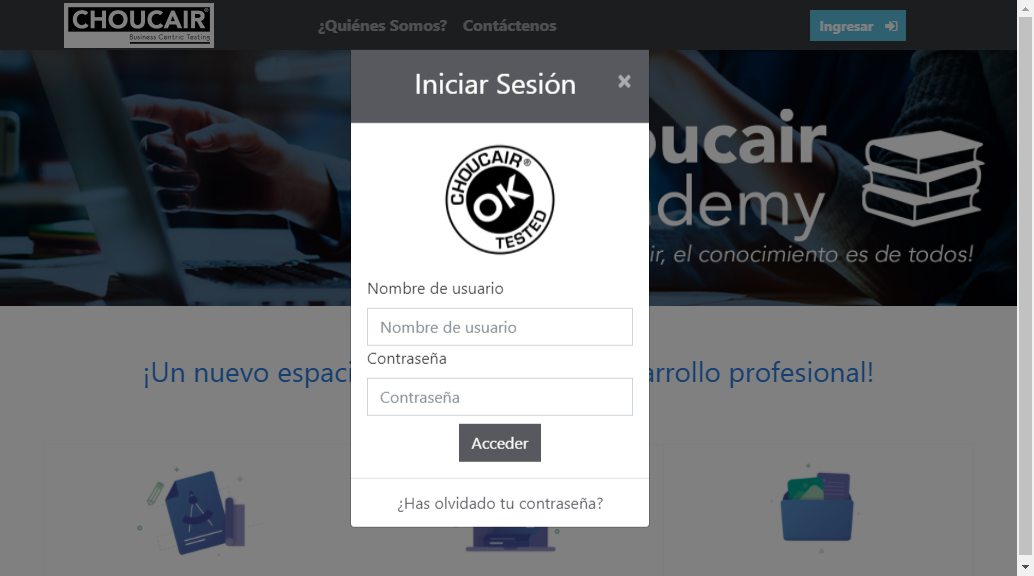 CHOUCAIR®
Business Centric Testing
¿Quiénes Somos? Contáctenos
Ingresar
Iniciar Sesión ×
CHOUCAIR®
OK
TESTED
oucair
demy
ir, el conocimiento es de todos!
Nombre de usuario
Nombre de usuario
Contraseña
Contraseña
¡Un nuevo espaci rrollo profesional!
Acceder
¿Has olvidado tu contraseña?